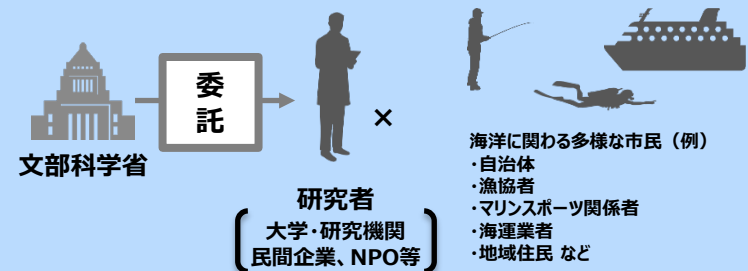 文部科学省
委
託
×
研究者
大学・研究機関
民間企業、NPO等
海洋に関わる多様な市民（例）
・自治体
・漁協者
・マリンスポーツ関係者
・海運業者
・地域住民 など